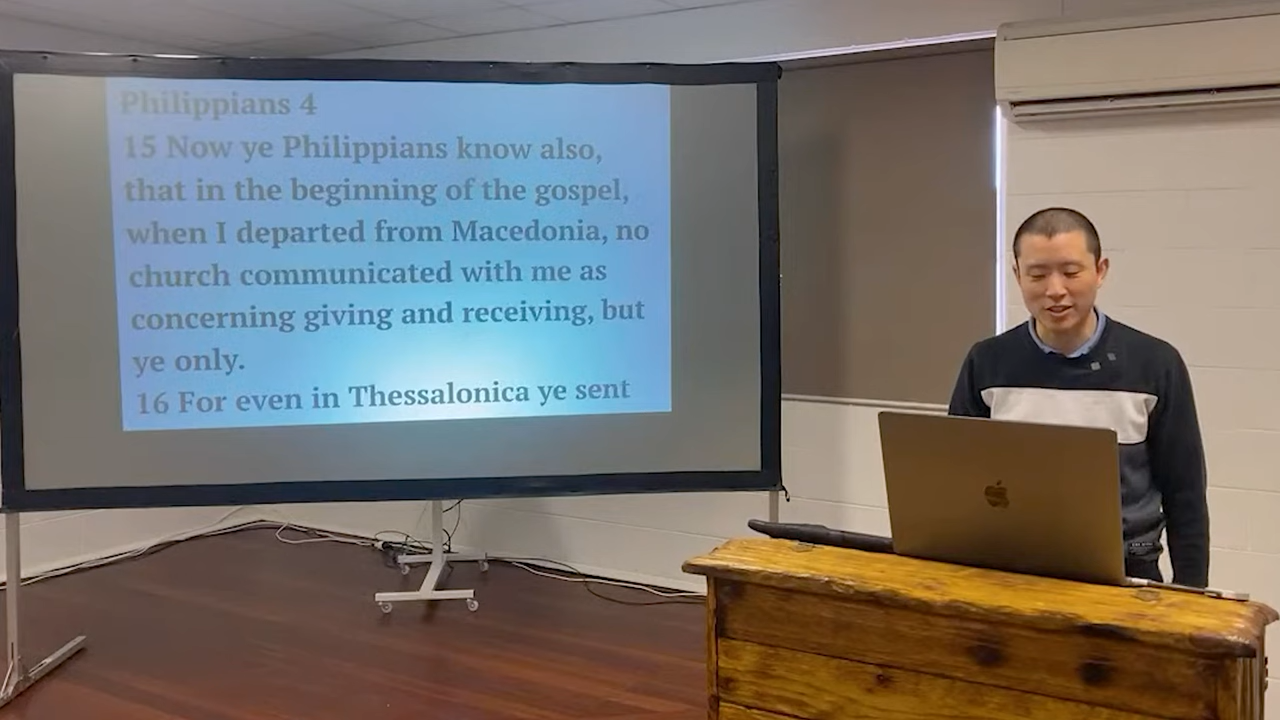 Philippians 4
15 Now ye Philippians know also,
that in the beginning of the gospel,
when I departed from Macedonia, no
church communicated with me as
concerning giving and receiving, but
ye only.
16 For even in Thessalonica ye sent